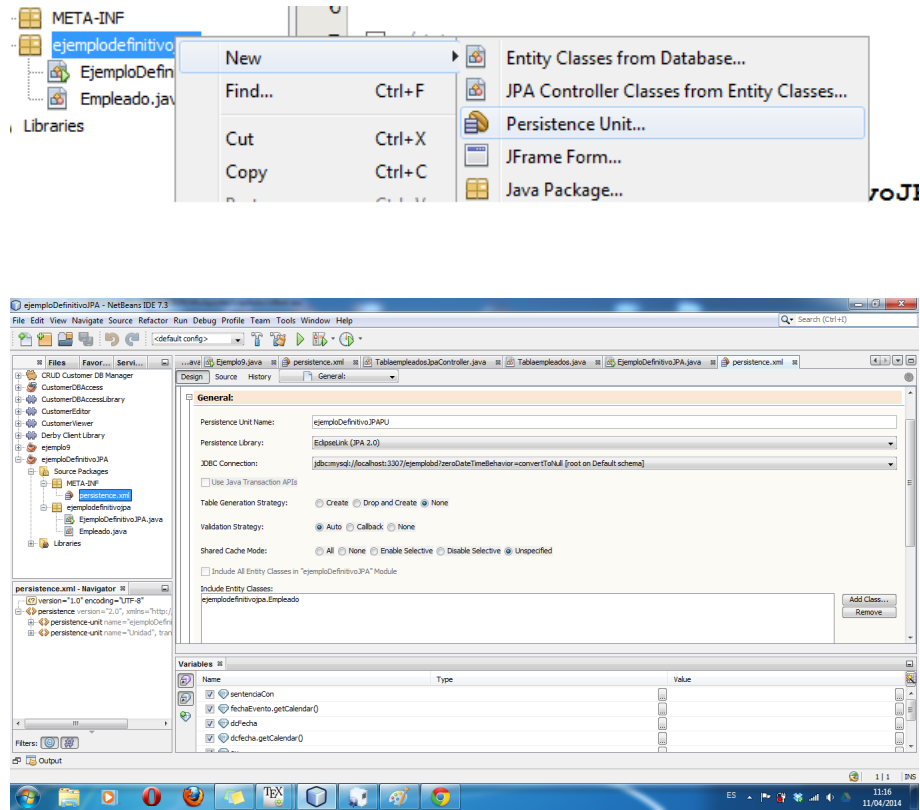 META-INF
ejemplodefinitivo
EjemploDefin
Empleado.jav
Libraries
New
Find... Ctrl+F
Cut Ctrl+X
Copy Ctrl+C
Entity Classes from Database...
JPA Controller Classes from Entity Classes...
Persistence Unit...
JFrame Form...
Java Package...
voJP
ejemploDefinitivoJPA - NetBeans IDE 7.3
File Edit View Navigate Source Refactor Run Debug Profile Team Tools Window Help
Search (Ctrl+I)
<default config>
Files Favor... Servi...
...ava Ejemplo9.java persistence.xml TablaempleadosJpaController.java Tablaempleados.java EjemploDefinitivoJPA.java persistence.xml
Design Source History General:
CRUD Customer DB Manager
CustomerDBAccess
CustomerDBAccessLibrary
CustomerEditor
CustomerViewer
Derby Client Library
ejemplo9
ejemploDefinitivoJPA
Source Packages
META-INF
persistence.xml
ejemplodefinitivojpa
EjemploDefinitivoJPA.java
Empleado.java
Libraries
General:
Persistence Unit Name: ejemploDefinitivoJPAPU
Persistence Library: EclipseLink (JPA 2.0)
JDBC Connection: jdbc:mysql://localhost:3307/ejemplobd?zeroDateTimeBehavior=convertToNull [root on Default schema]
Use Java Transaction APIs
Table Generation Strategy: Create Drop and Create None
Validation Strategy: Auto Callback None
Shared Cache Mode: All None Enable Selective Disable Selective Unspecified
Include All Entity Classes in "ejemploDefinitivoJPA" Module
Include Entity Classes:
ejemplodefinitivojpa.Empleado
Add Class...
Remove
persistence.xml - Navigator
version="1.0" encoding="UTF-8"
persistence version="2.0", xmlns="http:/
persistence-unit name="ejemploDefini
persistence-unit name="Unidad", tran
Filters:
Variables
Name Type Value
sentenciaCon
fechaEvento.getCalendar()
dcFecha
dcfecha.getCalendar()
Output
1|1 INS
ES
11:16
11/04/2014